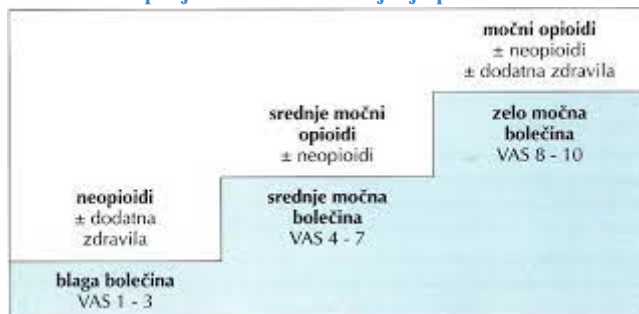 močni opioidi
± neopioidi
± dodatna zdravila
srednje močni
opioidi
± neopioidi
zelo močna
bolečina
VAS 8 - 10
neopioidi
± dodatna
zdravila
srednje močna
bolečina
VAS 4 - 7
blaga bolečina
VAS 1 - 3